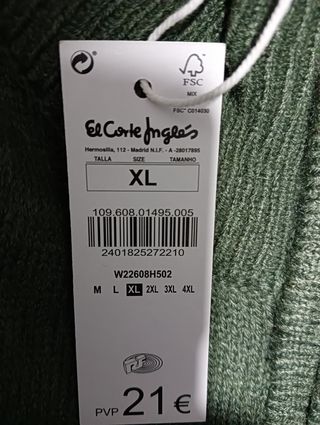 FSC
MIX
FSC® C014030
El Corte Inglés
Hermosilla, 112 - Madrid N.I.F. - A -28017895
TALLA SIZE TAMANHO
XL
109.608.01495.005
2401825272210
W22608H502
M L XL 2XL 3XL 4XL
PVP 21€